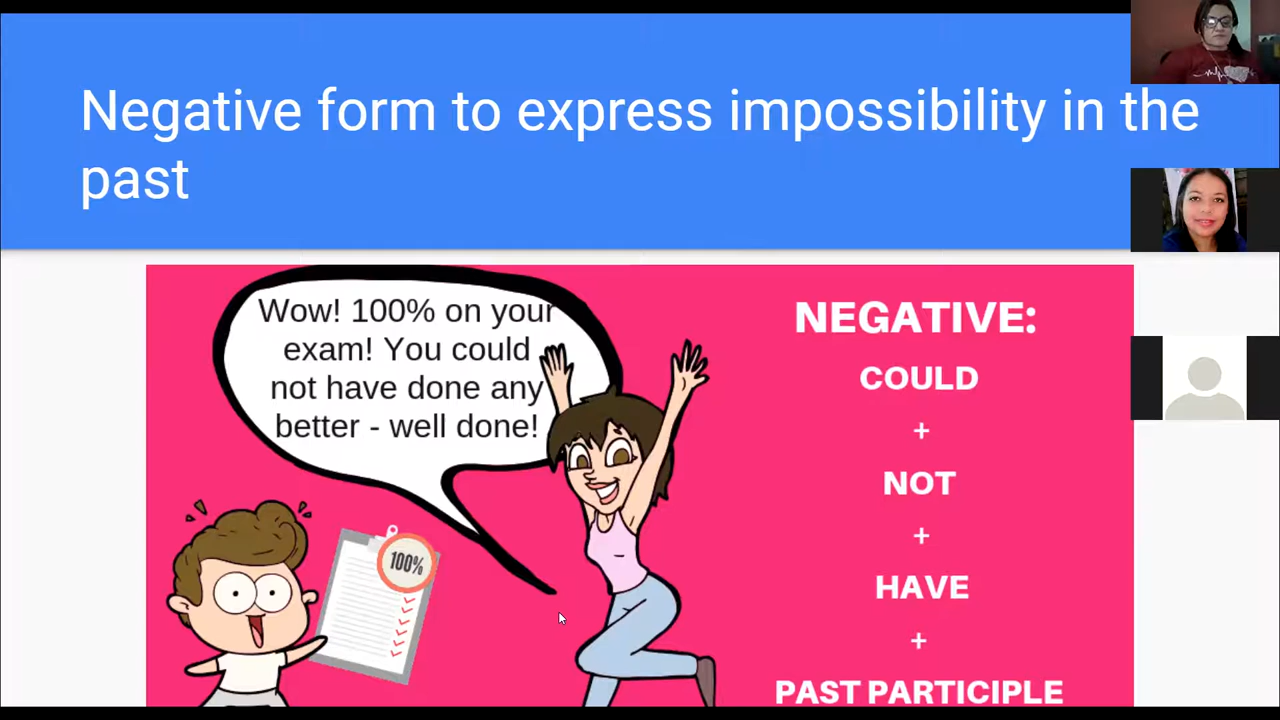 Negative form to express impossibility in the
past
Wow! 100% on your
exam! You could
not have done any
better - well done!
100%
NEGATIVE:
COULD
+
NOT
+
HAVE
+
PAST PARTICIPLE